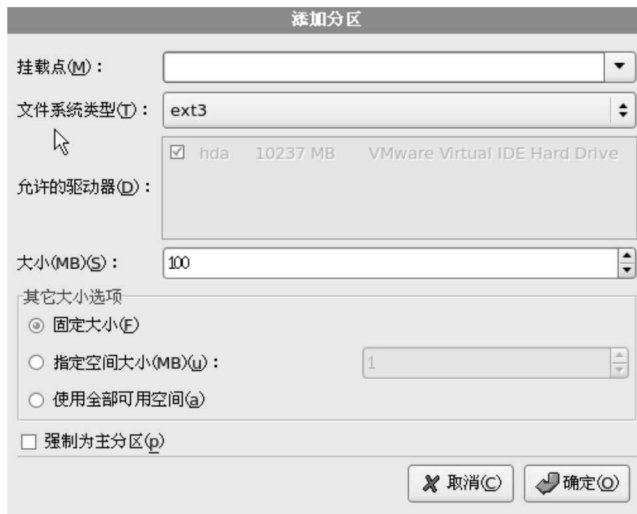 添加分区
挂载点(M)：
文件系统类型(T)： ext3
hda 10237 MB VMware Virtual IDE Hard Drive
允许的驱动器(D)：
大小(MB)(S)： 100
其它大小选项
固定大小(F)
指定空间大小(MB)(u)： 1
使用全部可用空间(a)
强制为主分区(p)
取消(C) 确定(O)